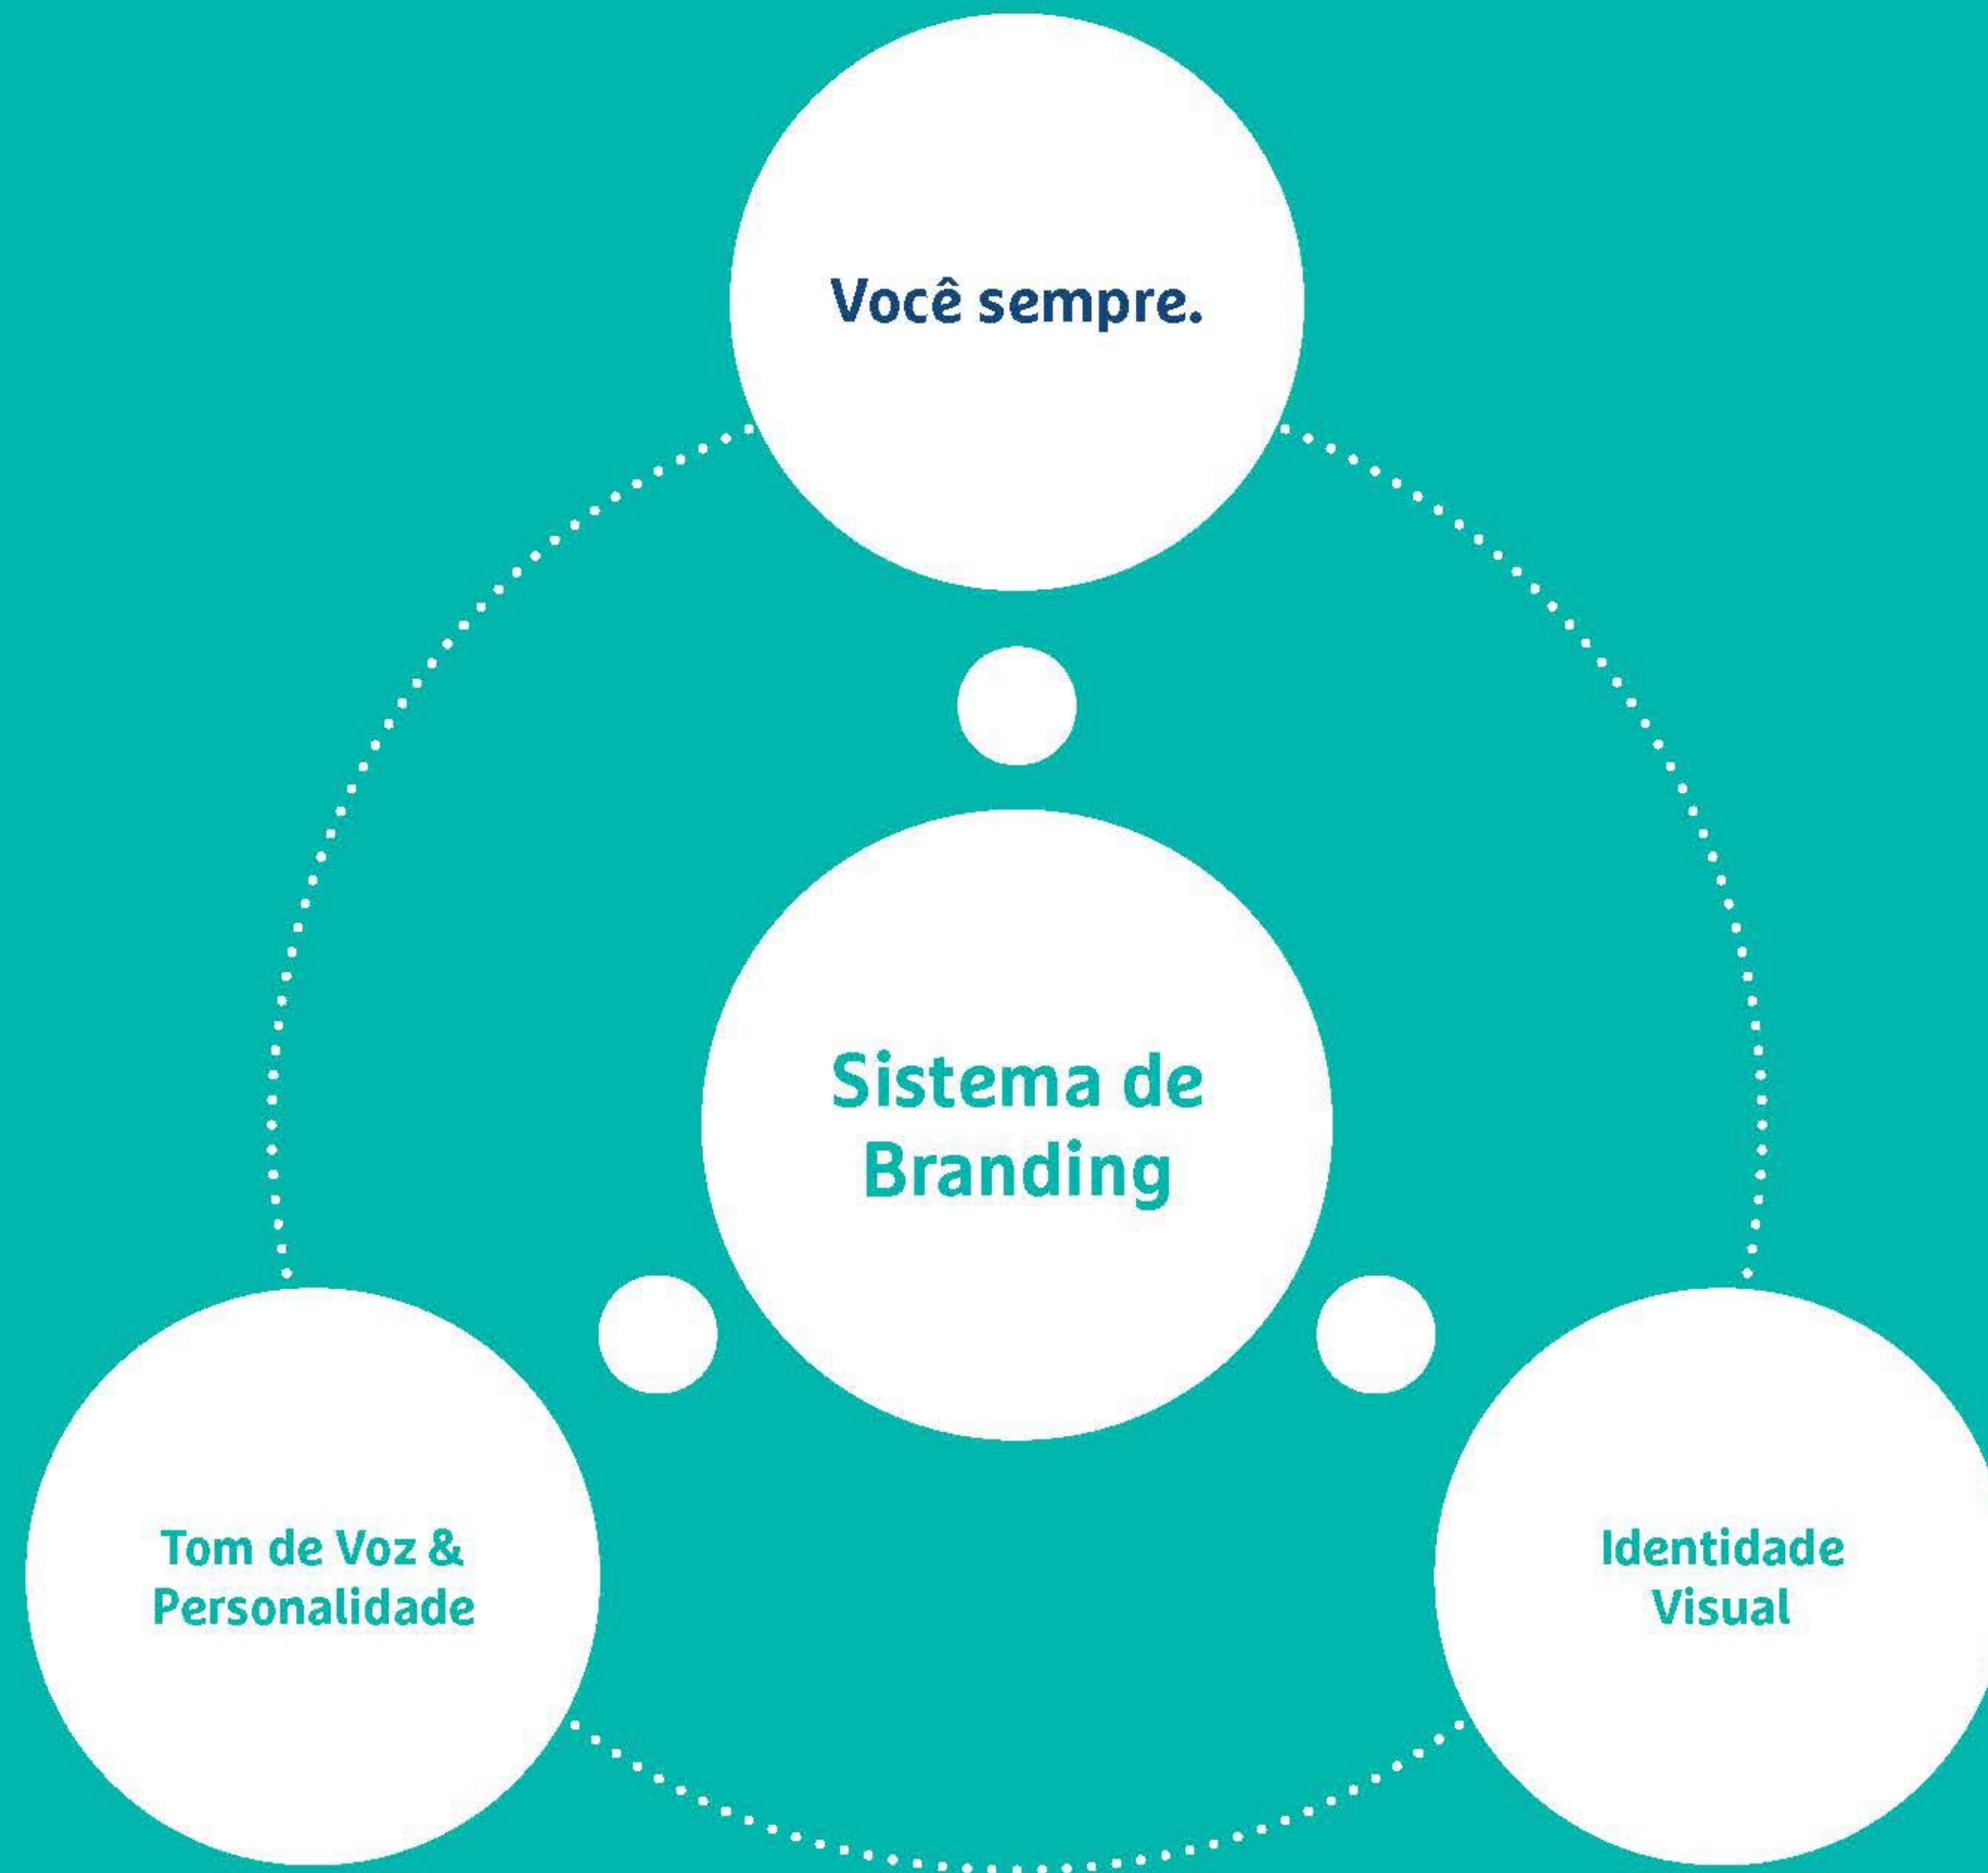 Você sempre.
Sistema de
Branding
Tom de Voz &
Personalidade
Identidade
Visual